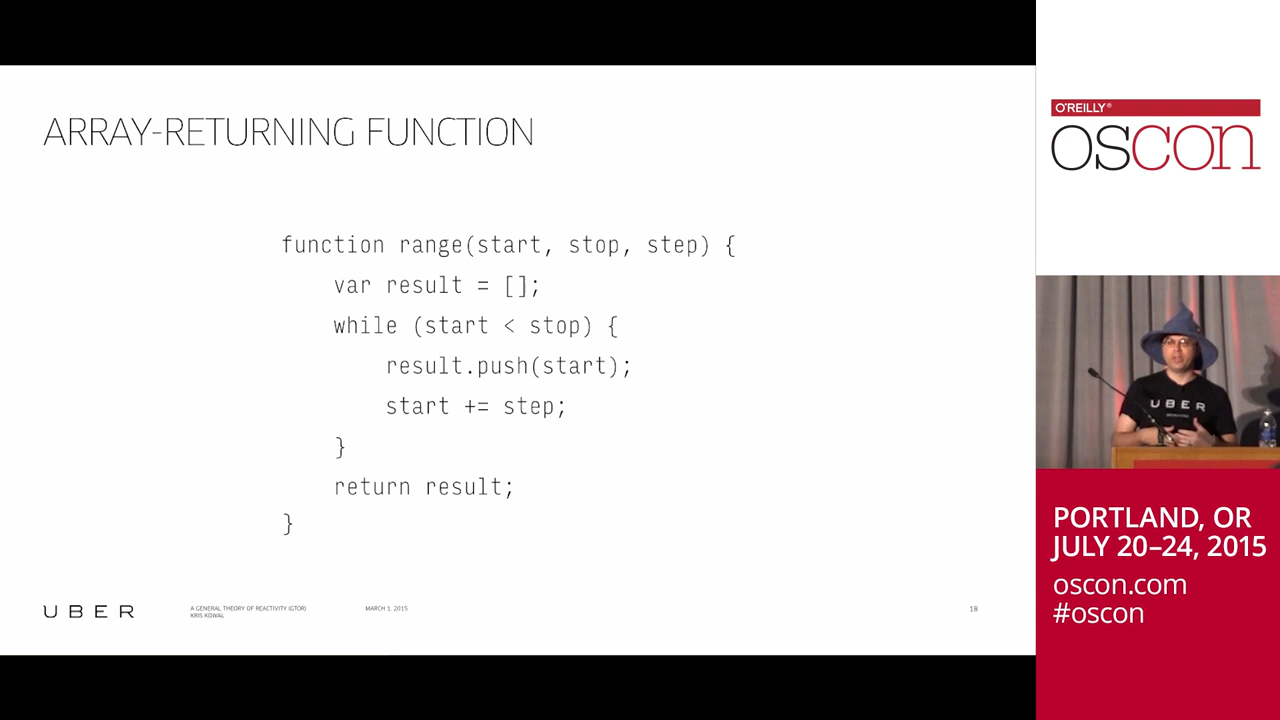 ARRAY-RETURNING FUNCTION
function range(start, stop, step) {
var result = [];
while (start < stop) {
result.push(start);
start += step;
}
return result;
}
UBER
A GENERAL THEORY OF REACTIVITY (GTOR)
KRIS KOWAL
MARCH 1, 2015
18
O'REILLY®
OSCON
UBER
PORTLAND, OR
JULY 20–24, 2015
oscon.com
#oscon